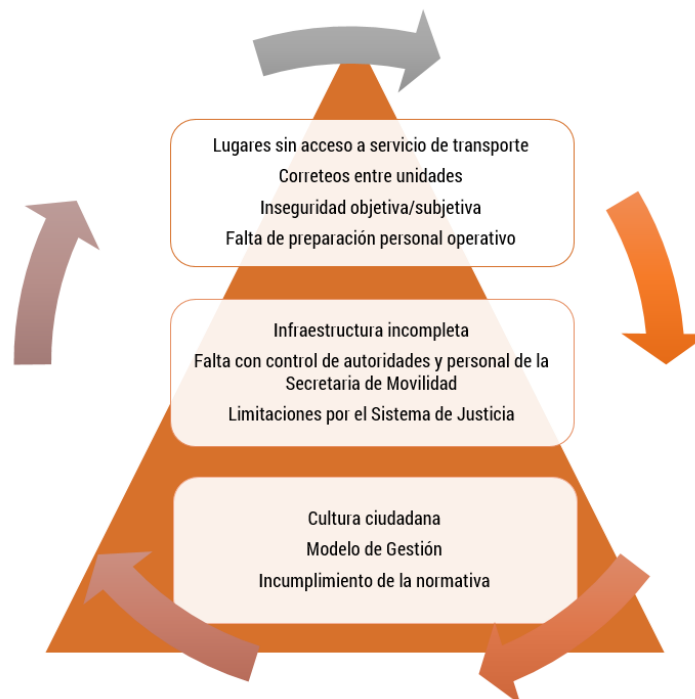 Lugares sin acceso a servicio de transporte
Correteos entre unidades
Inseguridad objetiva/subjetiva
Falta de preparación personal operativo
Infraestructura incompleta
Falta con control de autoridades y personal de la
Secretaria de Movilidad
Limitaciones por el Sistema de Justicia
Cultura ciudadana
Modelo de Gestión
Incumplimiento de la normativa